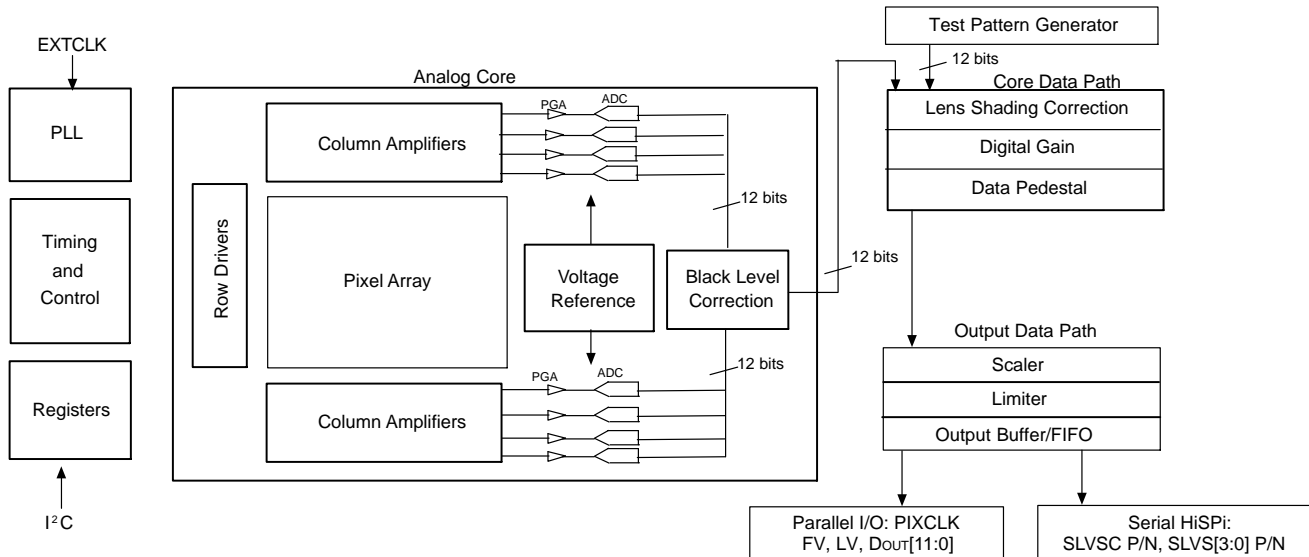 EXTCLK
PLL
Timing
and
Control
Registers
I²C
Analog Core
Column Amplifiers
PGA
ADC
Row Drivers
Pixel Array
Voltage
Reference
12 bits
Black Level
Correction
12 bits
Column Amplifiers
PGA
ADC
12 bits
Test Pattern Generator
12 bits
Core Data Path
Lens Shading Correction
Digital Gain
Data Pedestal
Output Data Path
Scaler
Limiter
Output Buffer/FIFO
Parallel I/O: PIXCLK
FV, LV, DOUT[11:0]
Serial HiSPi:
SLVSC P/N, SLVS[3:0] P/N